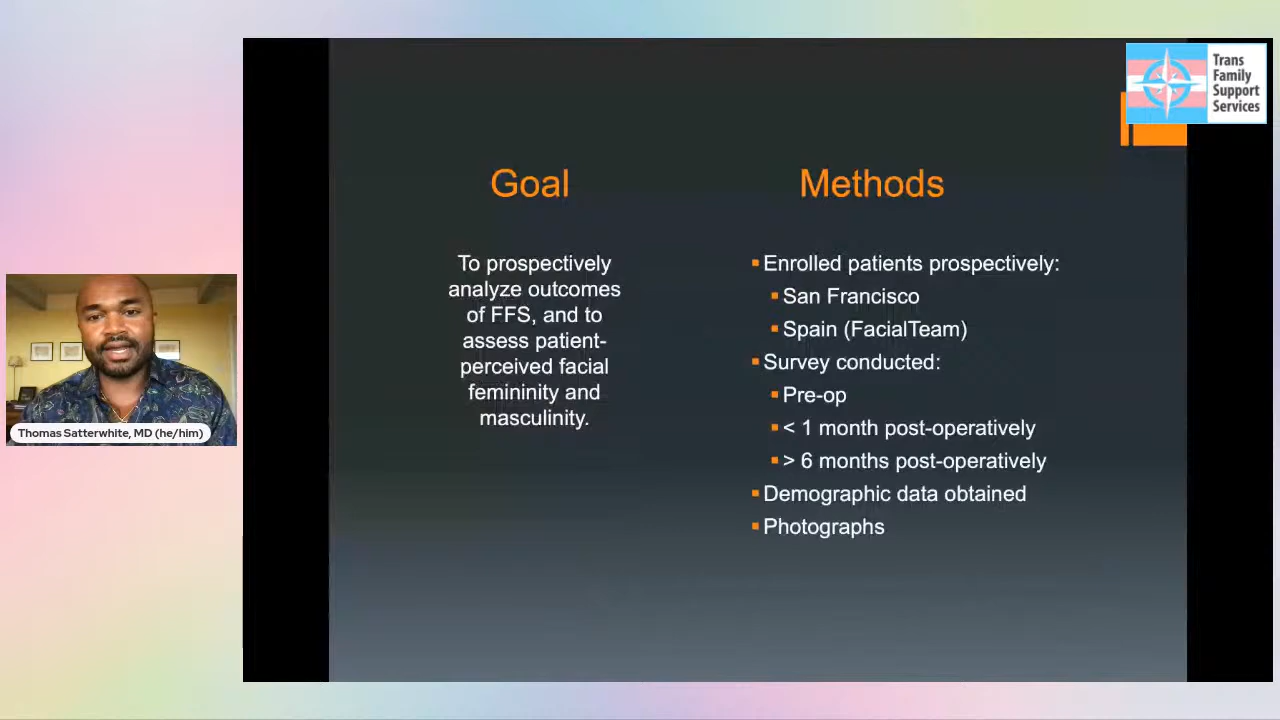 Trans
Family
Support
Services
Goal
To prospectively
analyze outcomes
of FFS, and to
assess patient-
perceived facial
femininity and
masculinity.
Methods
Enrolled patients prospectively:
San Francisco
Spain (FacialTeam)
Survey conducted:
Pre-op
< 1 month post-operatively
> 6 months post-operatively
Demographic data obtained
Photographs
Thomas Satterwhite, MD (he/him)